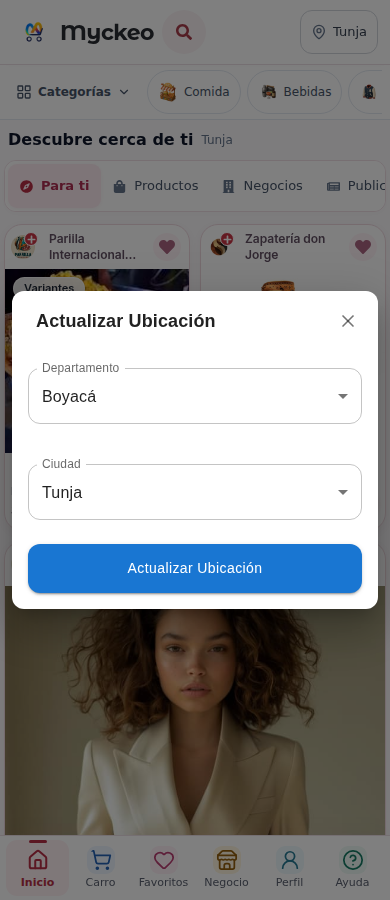 Myckeo
Tunja
Categorías
Comida
Bebidas
Descubre cerca de ti Tunja
Para ti
Productos
Negocios
Public
Parilla
Internacional...
Zapatería don
Jorge
Variantes
Actualizar Ubicación
Departamento
Boyacá
Ciudad
Tunja
Actualizar Ubicación
Inicio
Carro
Favoritos
Negocio
Perfil
Ayuda